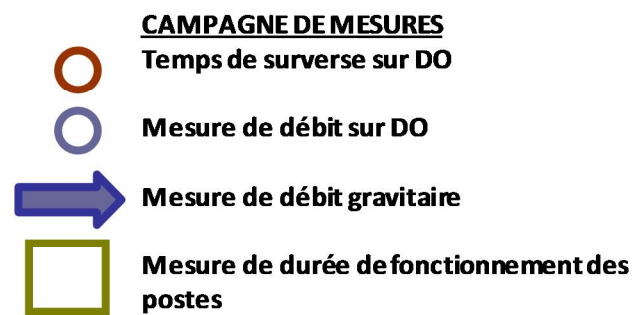 CAMPAGNE DE MESURES
Temps de surverse sur DO
Mesure de débit sur DO
Mesure de débit gravitaire
Mesure de durée de fonctionnement des
postes